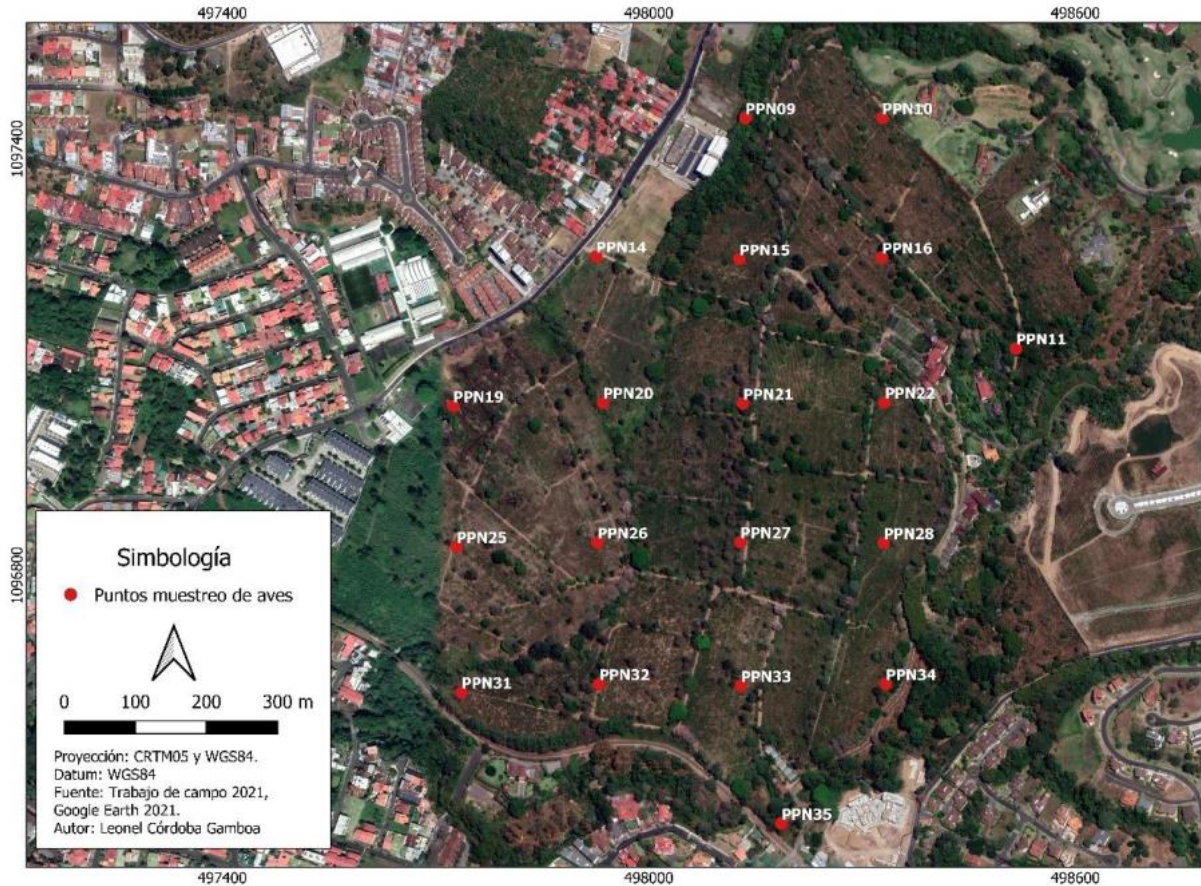 497400 498000 498600
1097400
1096800
PPN09 PPN10
PPN14 PPN15 PPN16
PPN11
PPN19 PPN20 PPN21 PPN22
PPN25 PPN26 PPN27 PPN28
PPN31 PPN32 PPN33 PPN34
PPN35
Simbología
Puntos muestreo de aves
0 100 200 300 m
Proyección: CRTM05 y WGS84.
Datum: WGS84
Fuente: Trabajo de campo 2021,
Google Earth 2021.
Autor: Leonel Córdoba Gamboa
497400 498000 498600